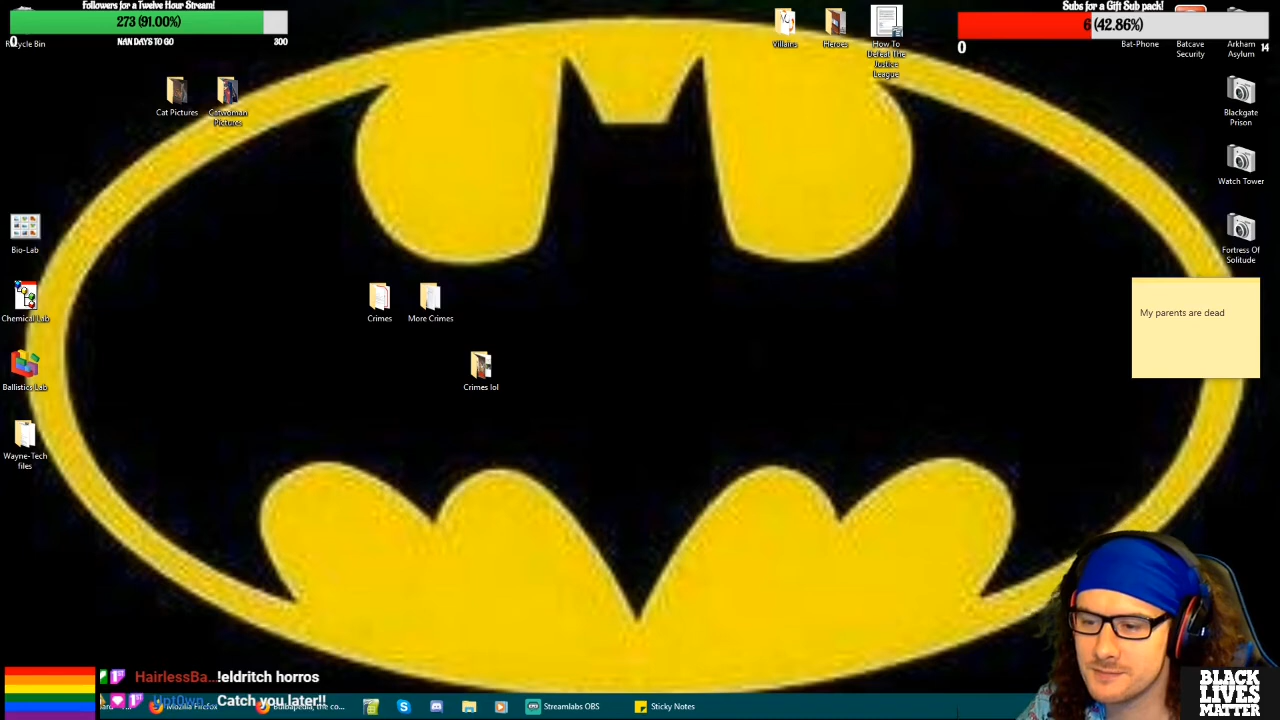 Followers for a Twelve Hour Stream!
273 (91.00%)
0
NAN DAYS TO GO
300
Subs for a Gift Sub pack!
6 (42.86%)
0
14
Villains
Heroes
How To
Defeat The
Justice
League
Bat-Phone
Batcave
Security
Arkham
Asylum
Cat Pictures
Catwoman
Pictures
Blackgate
Prison
Watch Tower
Bio-Lab
Fortress Of
Solitude
Chemical Lab
Crimes
More Crimes
My parents are dead
Ballistics Lab
Crimes lol
Wayne-Tech
files
HairlessBa... !eldritch horros
Catch you later!!
Mozilla Firefox
Bulbapedia, the co...
Streamlabs OBS
Sticky Notes
BLACK
LIVES
MATTER